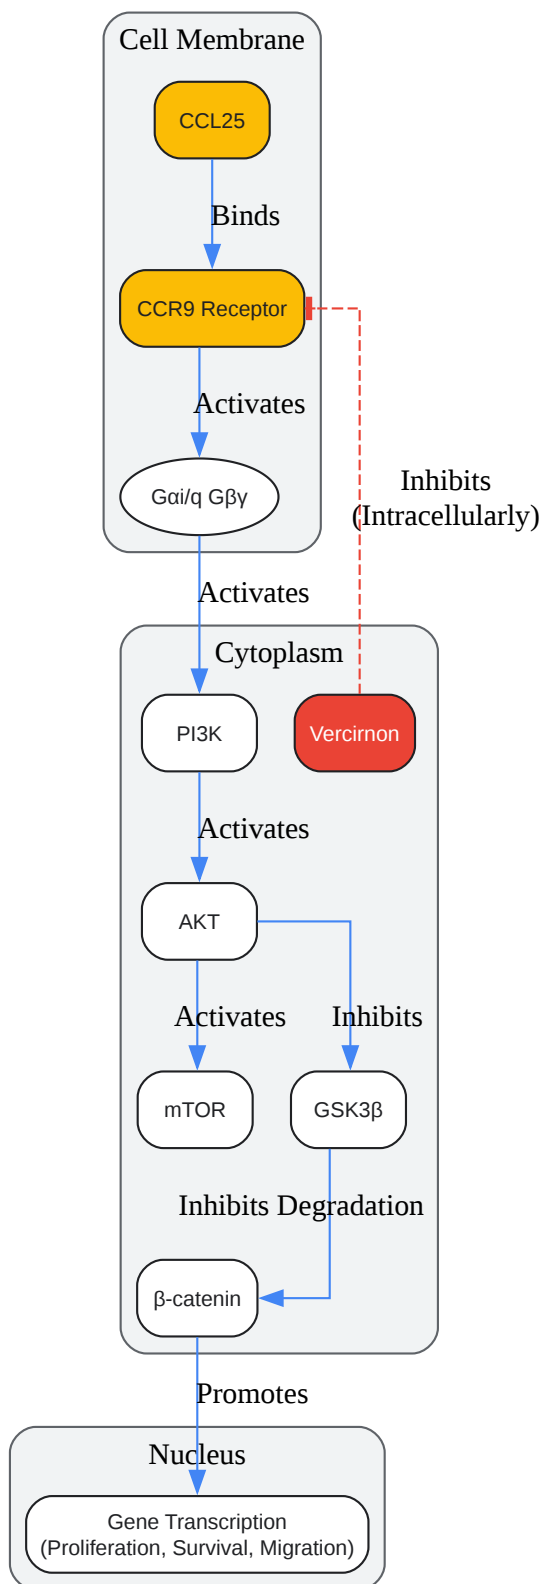 Cell Membrane
CCL25
Binds
CCR9 Receptor
Activates
Gαi/q Gβγ
Inhibits
(Intracellularly)
Activates
Cytoplasm
PI3K
Vercirnon
Activates
AKT
Activates
Inhibits
mTOR
GSK3β
Inhibits Degradation
β-catenin
Promotes
Nucleus
Gene Transcription
(Proliferation, Survival, Migration)